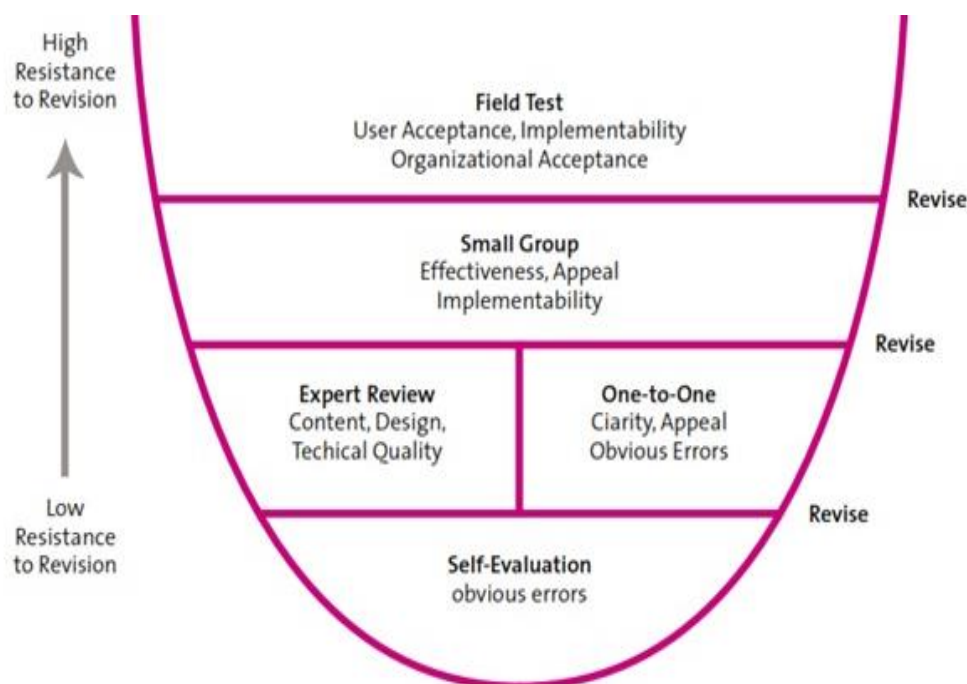 High
Resistance
to Revision
Field Test
User Acceptance, Implementability
Organizational Acceptance
Revise
Small Group
Effectiveness, Appeal
Implementability
Revise
Expert Review
Content, Design,
Techical Quality
One-to-One
Ciarity, Appeal
Obvious Errors
Revise
Low
Resistance
to Revision
Self-Evaluation
obvious errors